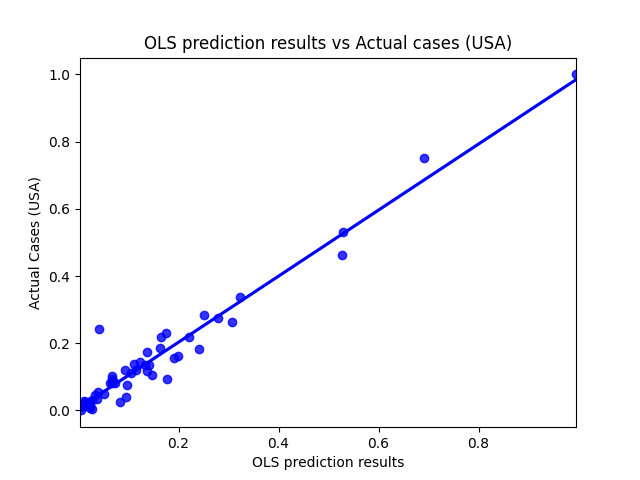 OLS prediction results vs Actual cases (USA)
1.0
0.8
0.6
0.4
0.2
0.0
Actual Cases (USA)
0.2 0.4 0.6 0.8
OLS prediction results